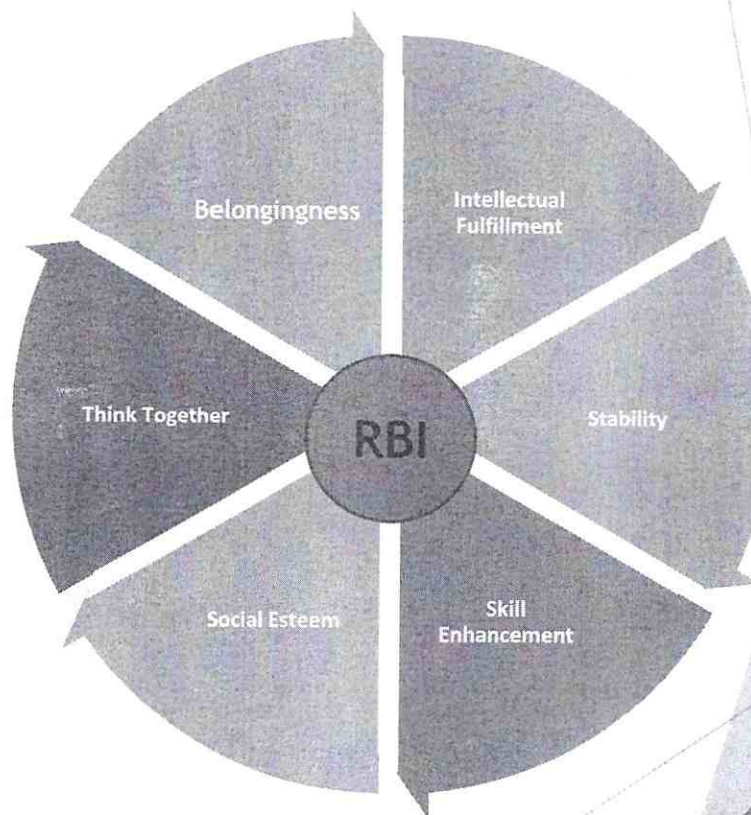 Belongingness
Intellectual
Fulfillment
Think Together
RBI
Stability
Social Esteem
Skill
Enhancement